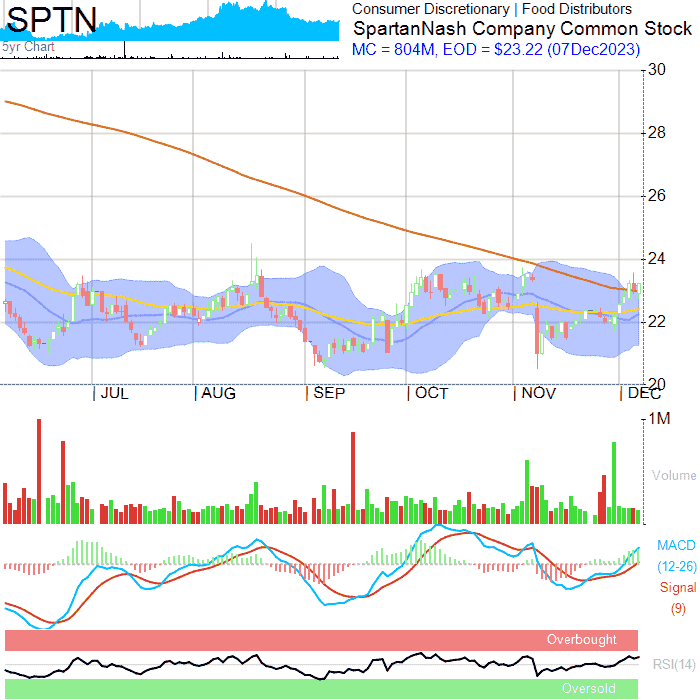 SPTN
Consumer Discretionary | Food Distributors
SpartanNash Company Common Stock
MC = 804M, EOD = $23.22 (07Dec2023)
5yr Chart
30
28
26
24
22
20
JUL
AUG
SEP
OCT
NOV
DEC
1M
Volume
MACD
(12-26)
Signal
(9)
Overbought
RSI(14)
Oversold